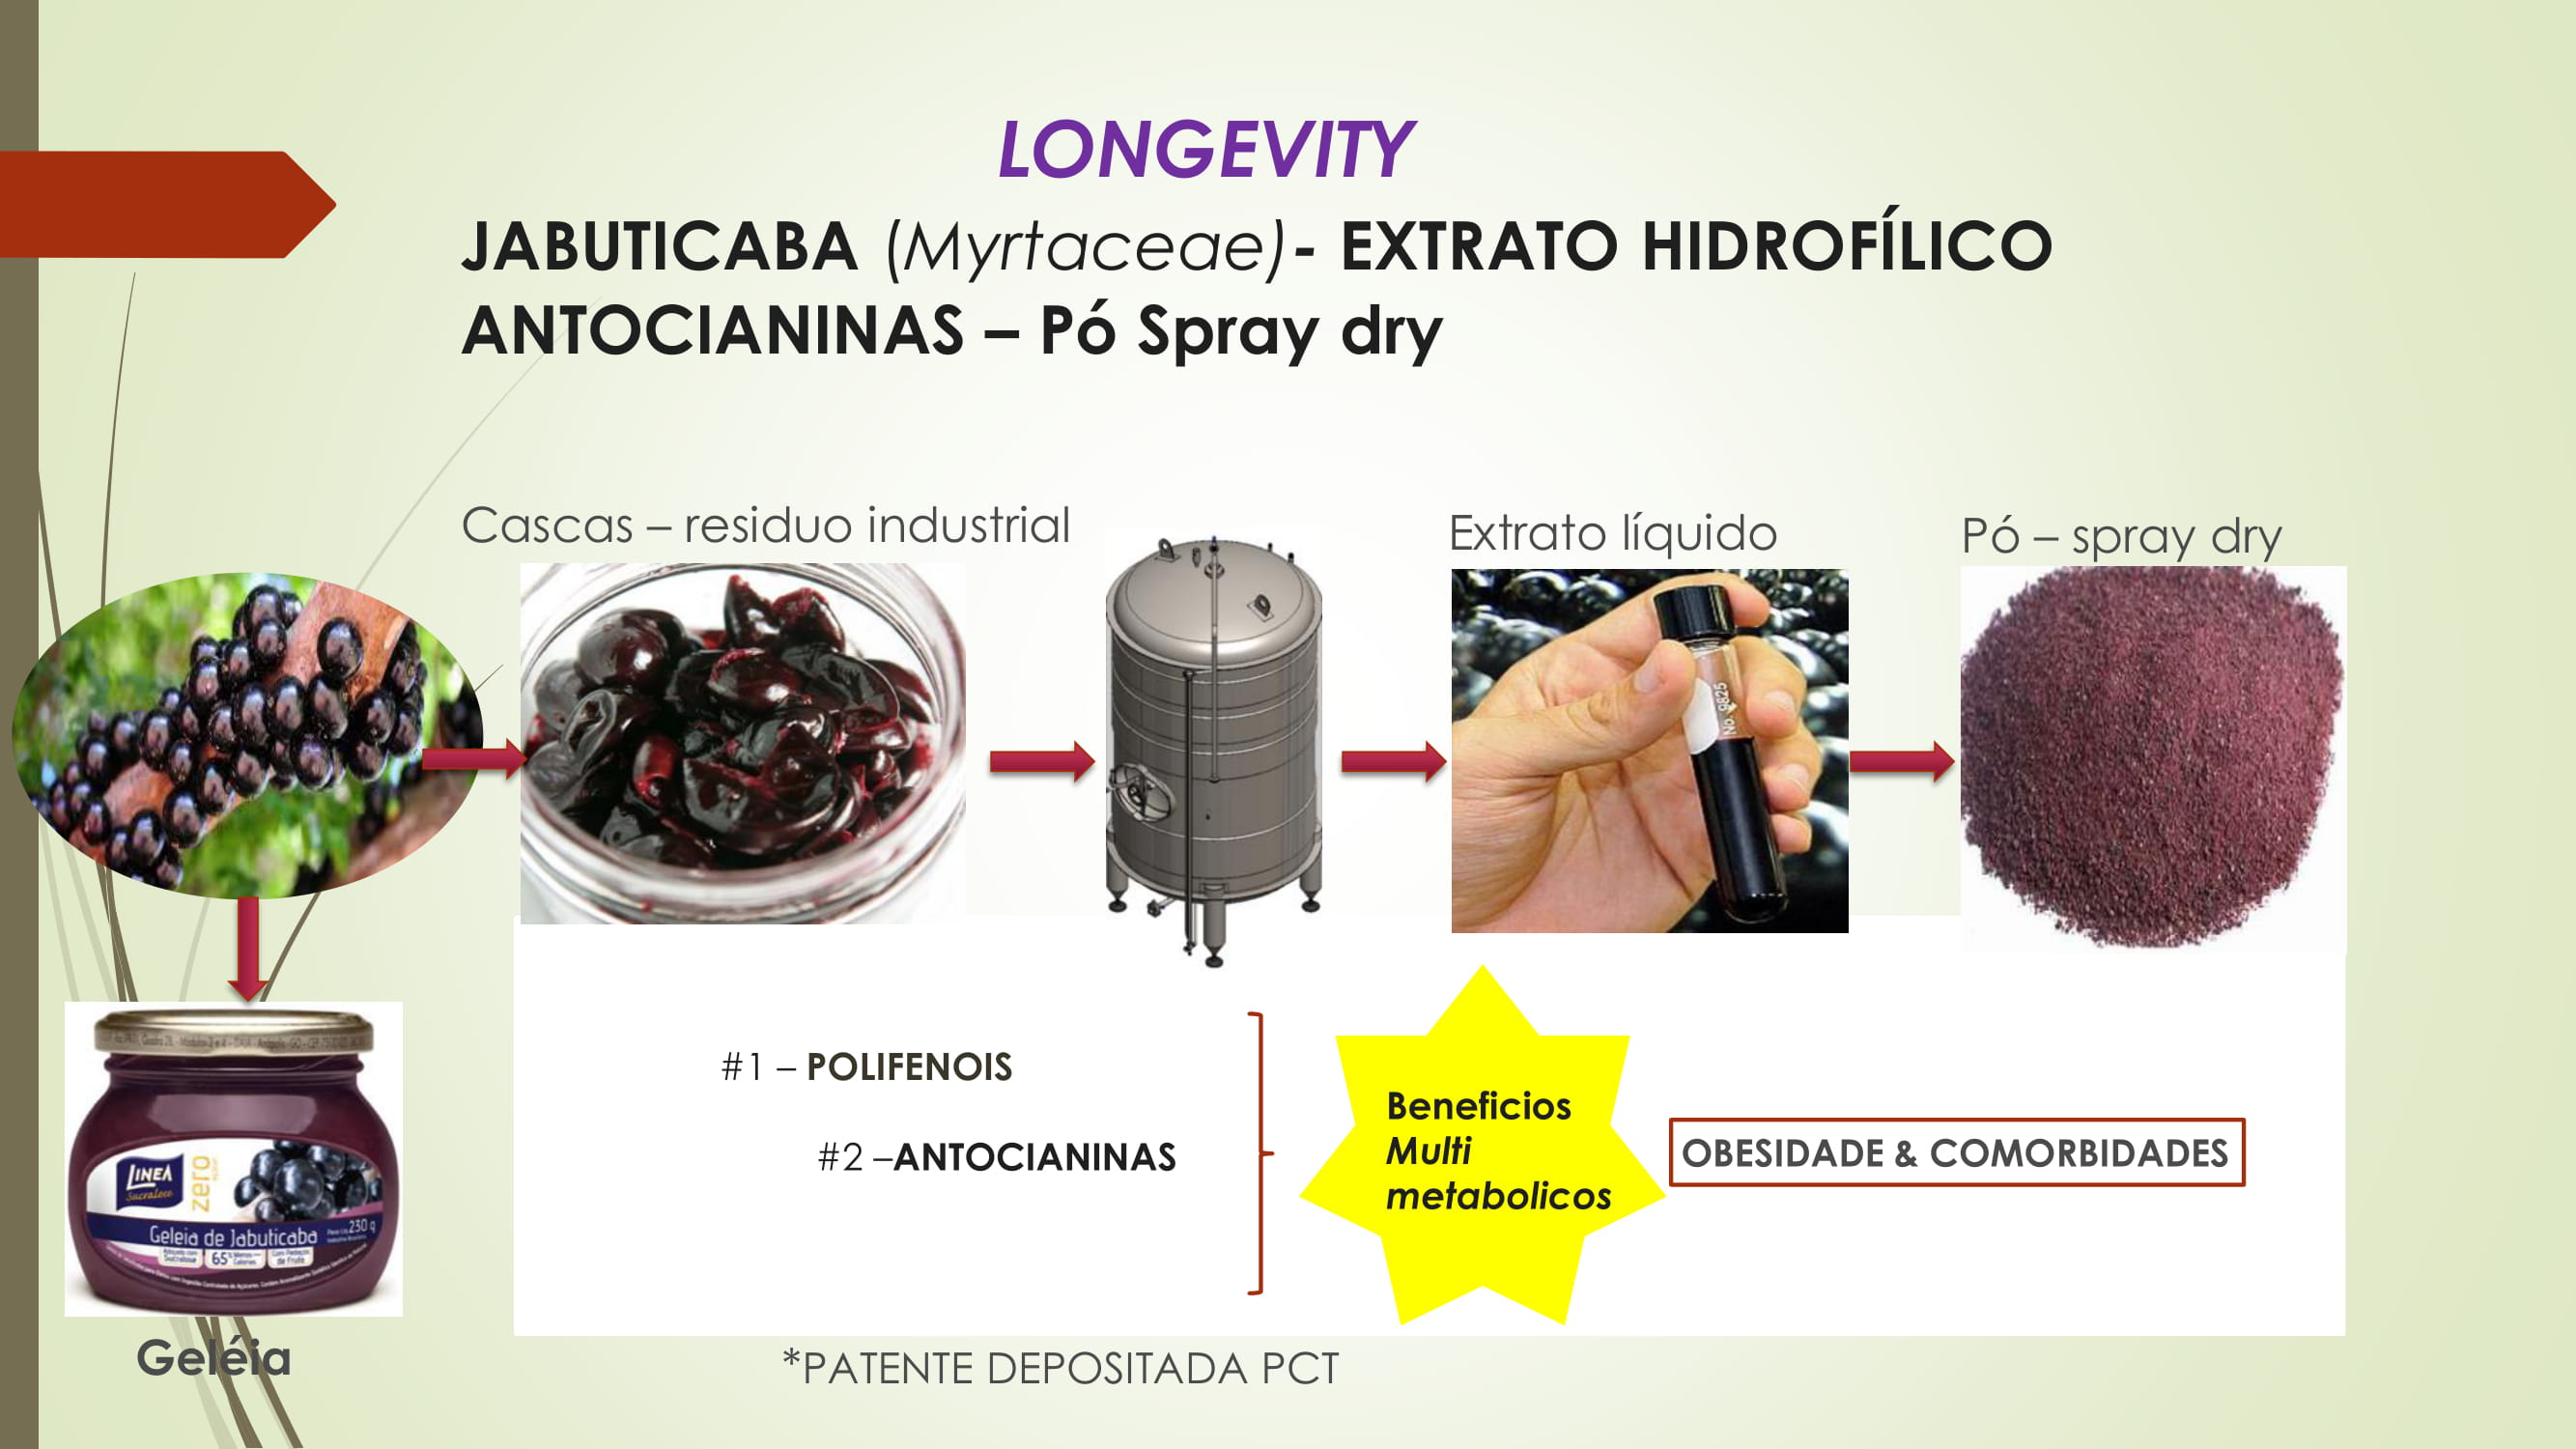 LONGEVITY
JABUTICABA (Myrtaceae)- EXTRATO HIDROFÍLICO
ANTOCIANINAS – Pó Spray dry
Cascas – residuo industrial
Extrato líquido
Pó – spray dry
No. 9825
#1 – POLIFENOIS
#2 –ANTOCIANINAS
Beneficios
Multi
metabolicos
OBESIDADE & COMORBIDADES
LINEA
Sucralose
zero
Geleia de Jabuticaba
230 g
65%
Geléia
*PATENTE DEPOSITADA PCT